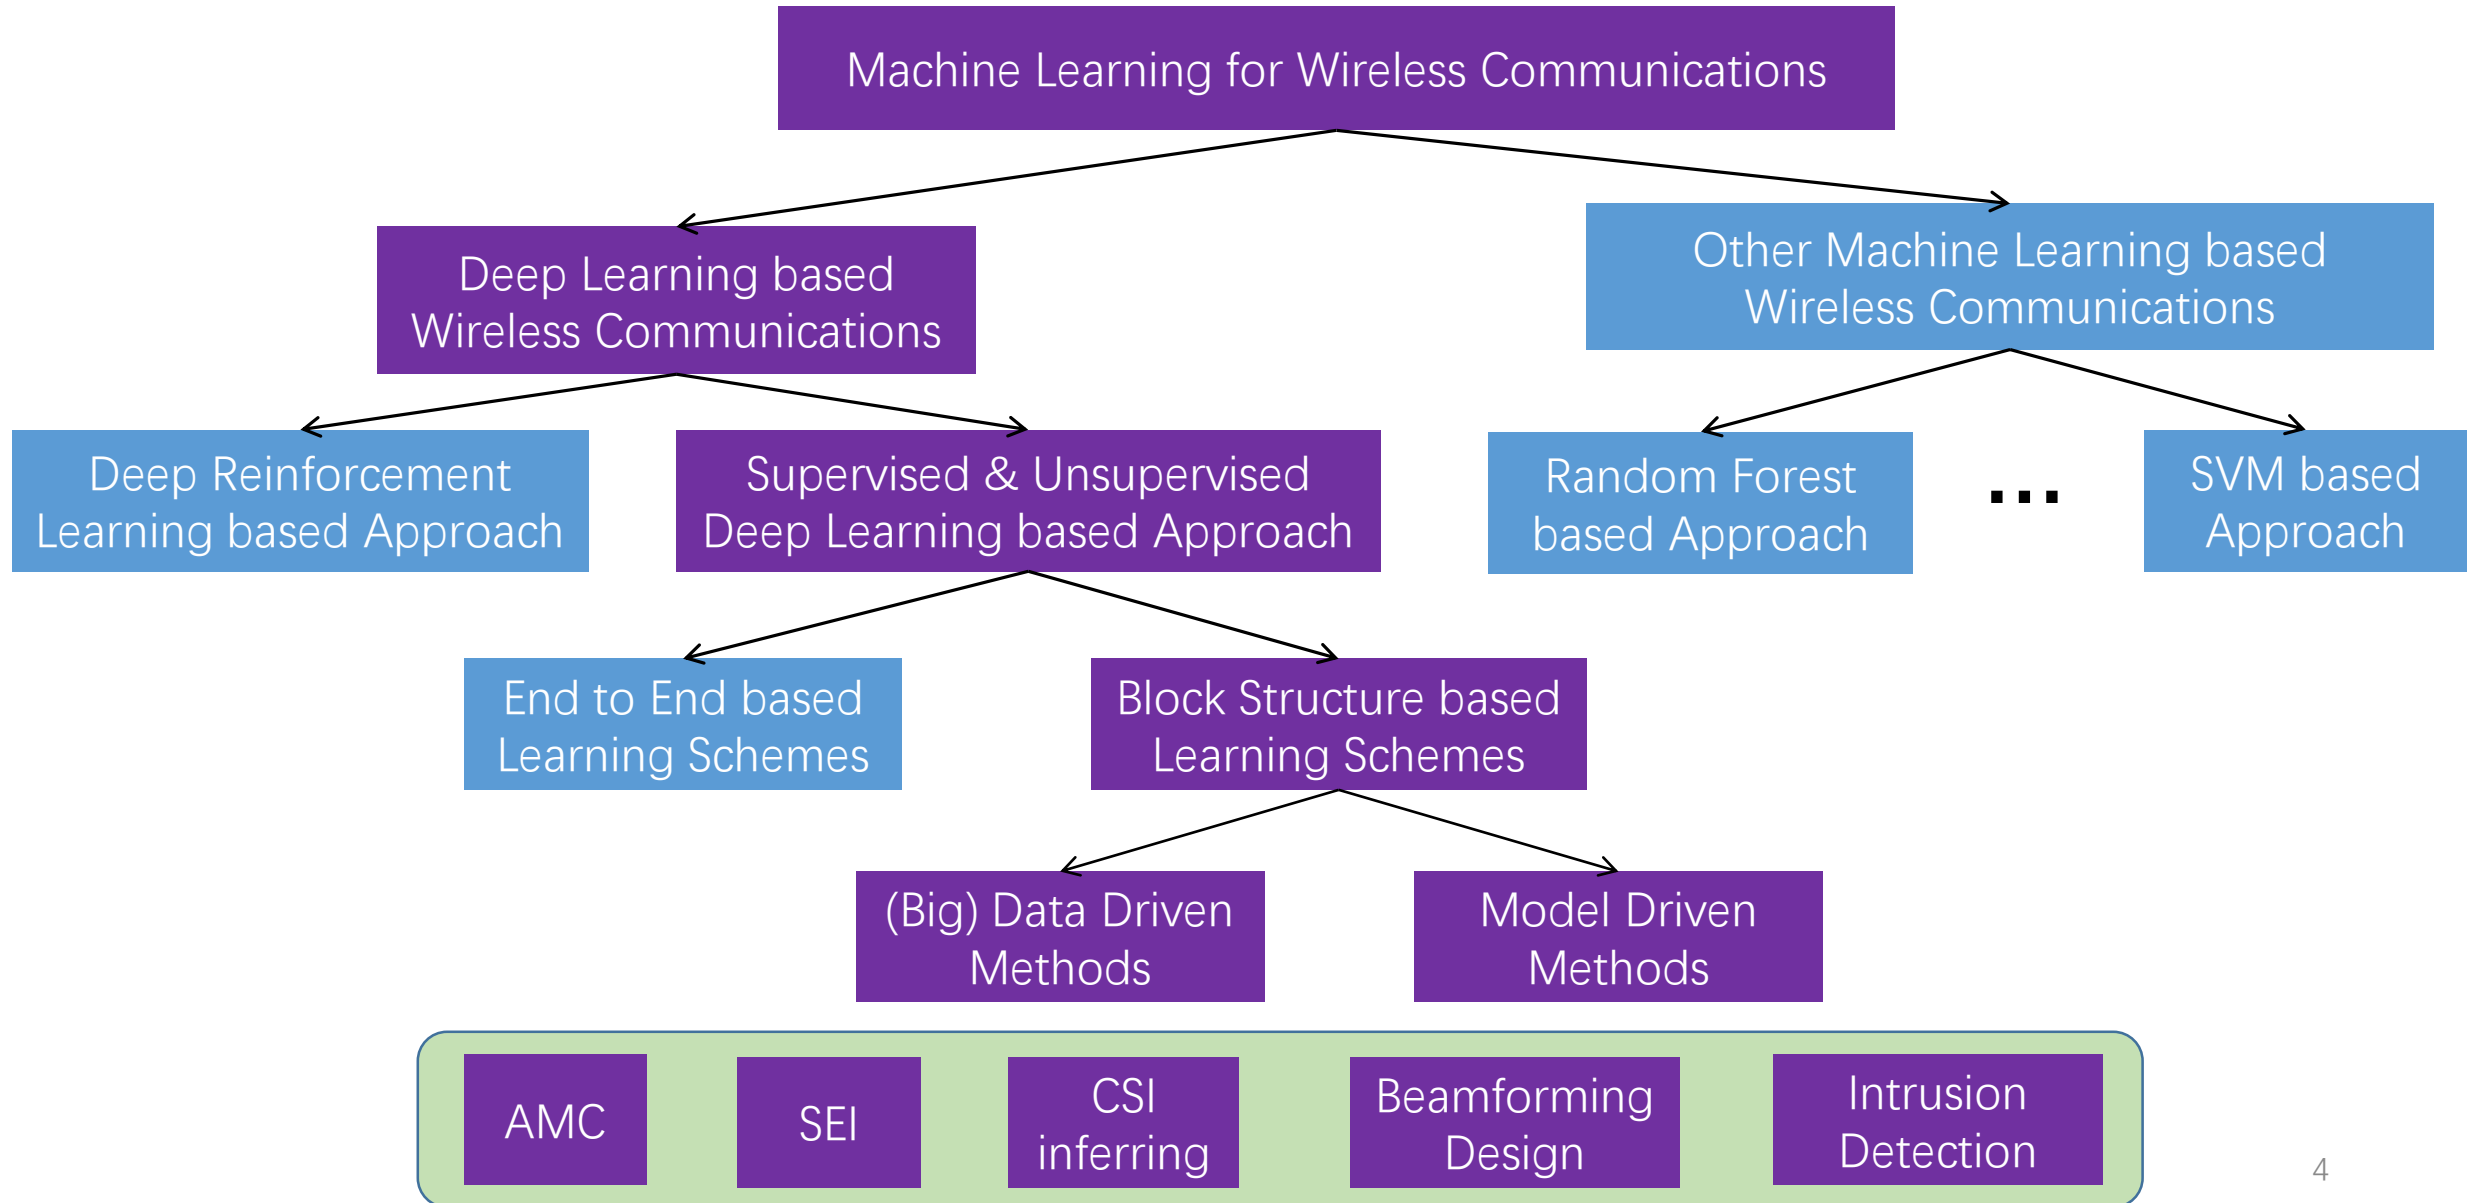 Machine Learning for Wireless Communications
Deep Learning based
Wireless Communications
Other Machine Learning based
Wireless Communications
Deep Reinforcement
Learning based Approach
Supervised & Unsupervised
Deep Learning based Approach
Random Forest
based Approach
...
SVM based
Approach
End to End based
Learning Schemes
Block Structure based
Learning Schemes
(Big) Data Driven
Methods
Model Driven
Methods
AMC
SEI
CSI
inferring
Beamforming
Design
Intrusion
Detection
4